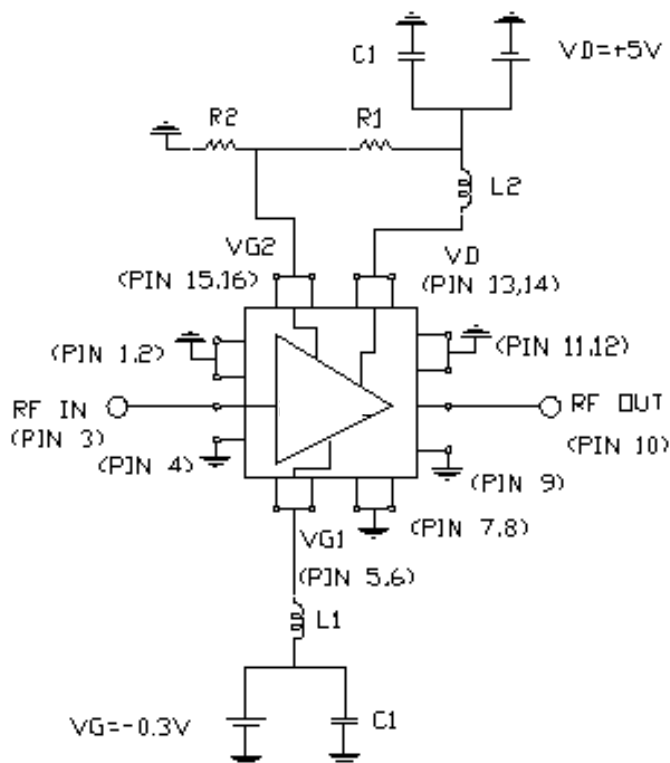 C1
VD=+5V
R2
R1
L2
VG2
(PIN 15,16)
VD
(PIN 13,14)
(PIN 1,2)
(PIN 11,12)
RF IN
(PIN 3)
RF OUT
(PIN 10)
(PIN 4)
(PIN 9)
(PIN 7,8)
VG1
(PIN 5,6)
L1
VG=-0.3V
C1